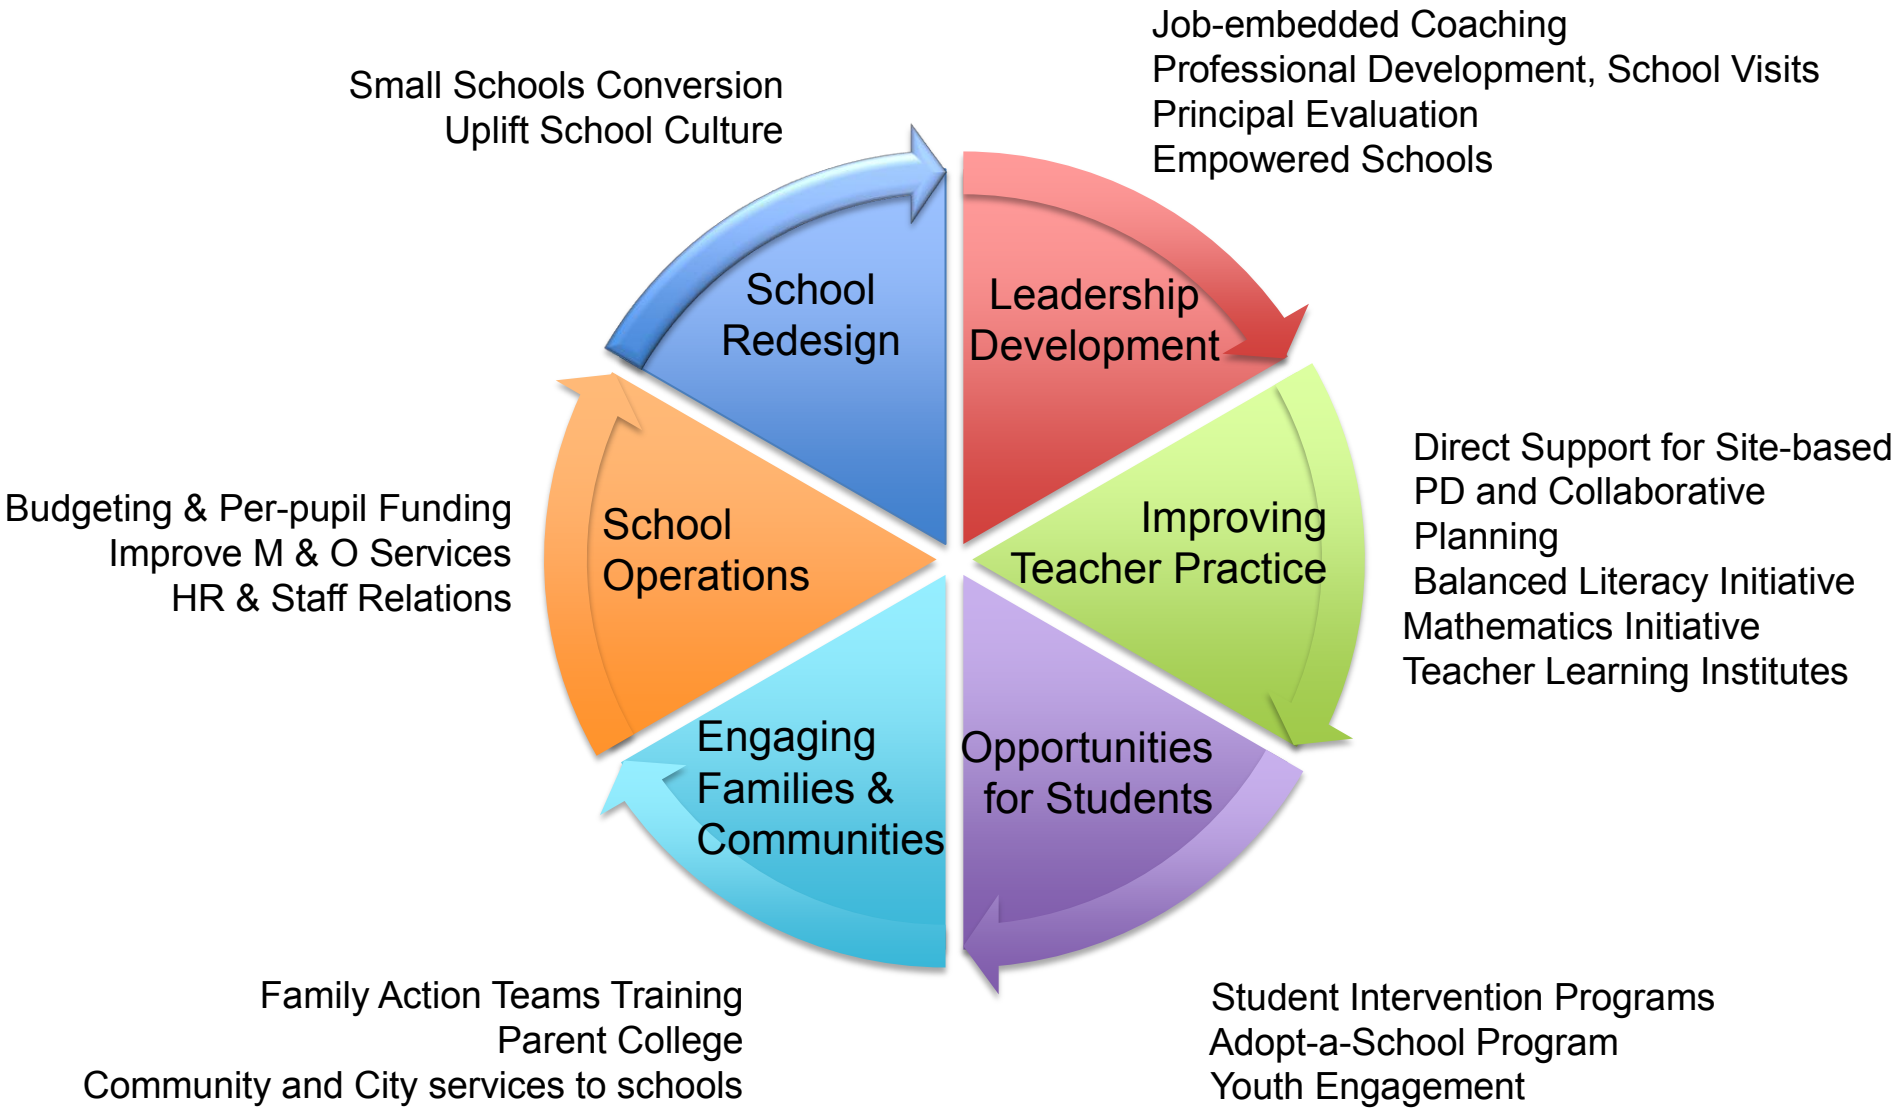 Job-embedded Coaching
Professional Development, School Visits
Principal Evaluation
Empowered Schools
Small Schools Conversion
Uplift School Culture
School
Redesign
Leadership
Development
Direct Support for Site-based
PD and Collaborative
Planning
Balanced Literacy Initiative
Mathematics Initiative
Teacher Learning Institutes
Improving
Teacher Practice
Budgeting & Per-pupil Funding
Improve M & O Services
HR & Staff Relations
School
Operations
Engaging
Families &
Communities
Opportunities
for Students
Family Action Teams Training
Parent College
Community and City services to schools
Student Intervention Programs
Adopt-a-School Program
Youth Engagement